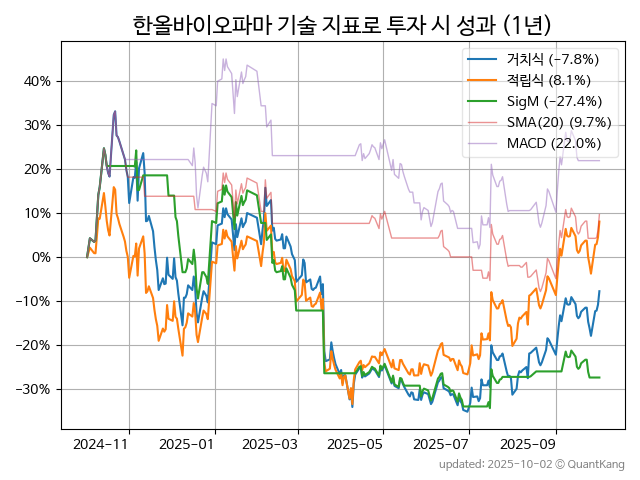 한올바이오파마 기술 지표로 투자 시 성과 (1년)
거치식 (−7.8%)
적립식 (8.1%)
SigM (−27.4%)
SMA(20) (9.7%)
MACD (22.0%)
40%
30%
20%
10%
0%
−10%
−20%
−30%
2024−11 2025−01 2025−03 2025−05 2025−07 2025−09
updated: 2025-10-02 © QuantKang